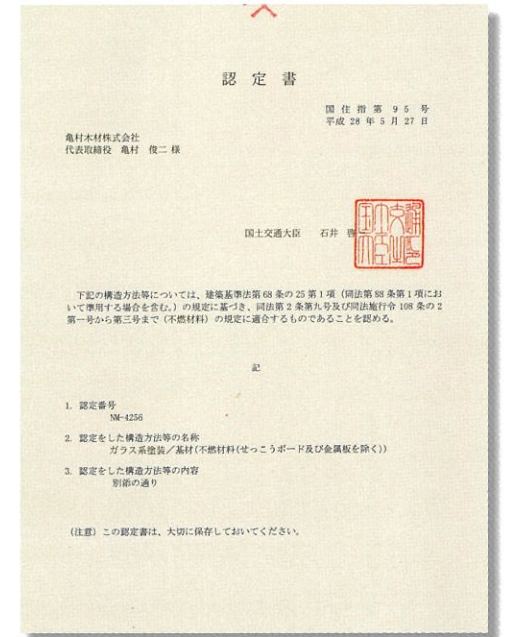 認 定 書
国 住 指 第 9 5 号
平成 28 年 5 月 27 日
亀村木材株式会社
代表取締役 亀村 俊二 様
国土交通大臣 石井 啓
下記の構造方法等については、建築基準法第 68 条の 25 第 1 項（同法第 88 条第 1 項にお
いて準用する場合を含む。）の規定に基づき、同法第 2 条第九号及び同法施行令 108 条の 2
第一号から第三号まで（不燃材料）の規定に適合するものであることを認める。
記
1. 認定番号
NM-4256
2. 認定をした構造方法等の名称
ガラス系塗装／基材(不燃材料(せっこうボード及び金属板を除く))
3. 認定をした構造方法等の内容
別添の通り
（注意）この認定書は、大切に保存しておいてください。